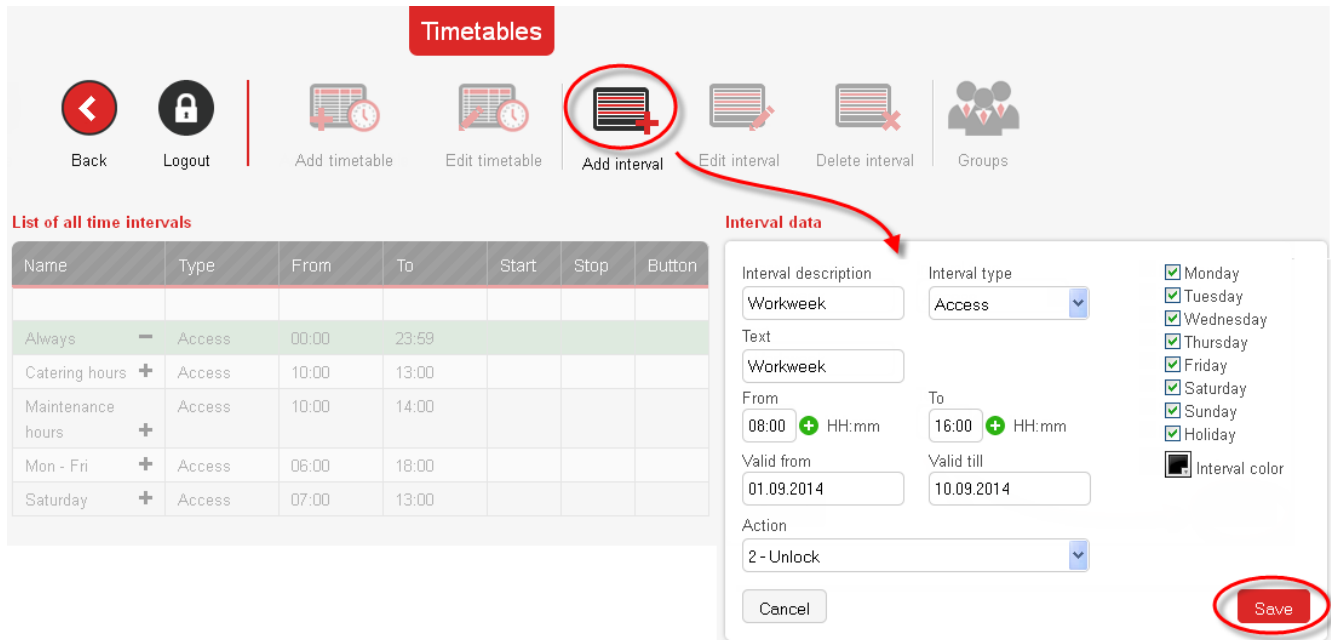 Timetables
Back
Logout
Add timetable
Edit timetable
Add interval
Edit interval
Delete interval
Groups
List of all time intervals
Name Type From To Start Stop Button
Always Access 00:00 23:59
Catering hours Access 10:00 13:00
Maintenance hours Access 10:00 14:00
Mon - Fri Access 06:00 18:00
Saturday Access 07:00 13:00
Interval data
Interval description Interval type
Workweek Access
Text
Workweek
From To
08:00 HH:mm 16:00 HH:mm
Valid from Valid till
01.09.2014 10.09.2014
Action
2 - Unlock
Monday
Tuesday
Wednesday
Thursday
Friday
Saturday
Sunday
Holiday
Interval color
Cancel Save